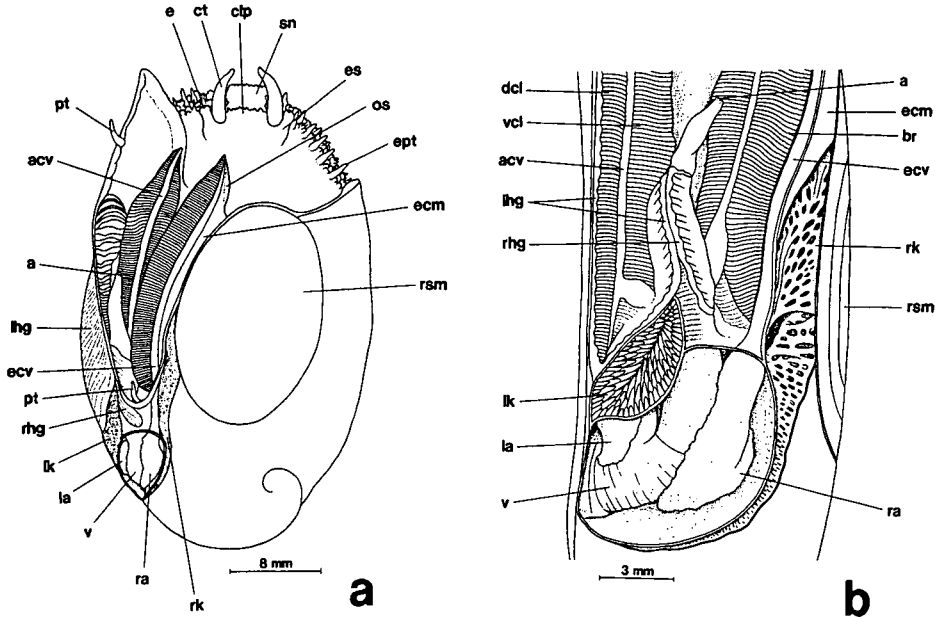 e
ct
clp
sn
es
os
ept
ecm
rsm
pt
acv
a
lhg
ecv
pt
rhg
lk
la
v
ra
rk
8 mm
a
dcl
vcl
acv
lhg
rhg
lk
la
v
a
ecm
br
ecv
rk
rsm
ra
3 mm
b